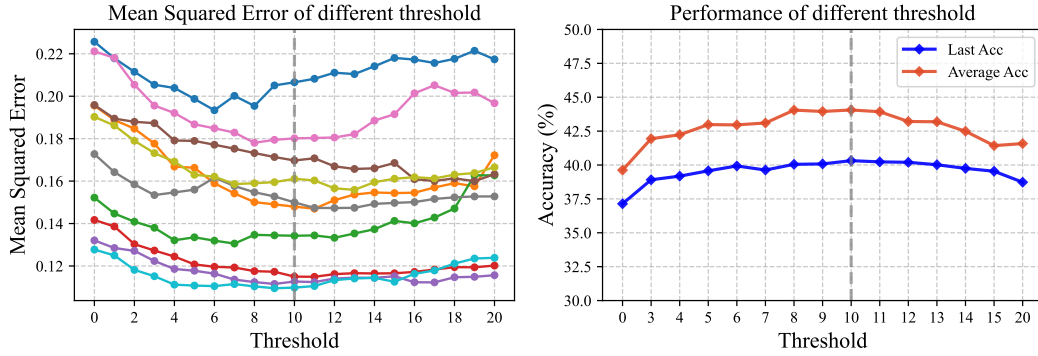 Mean Squared Error of different threshold
Mean Squared Error
0.22
0.20
0.18
0.16
0.14
0.12
0 2 4 6 8 10 12 14 16 18 20
Threshold
Performance of different threshold
Accuracy (%)
50.0
47.5
45.0
42.5
40.0
37.5
35.0
32.5
30.0
Last Acc
Average Acc
0 3 4 5 6 7 8 9 10 11 12 13 15 15 20
Threshold